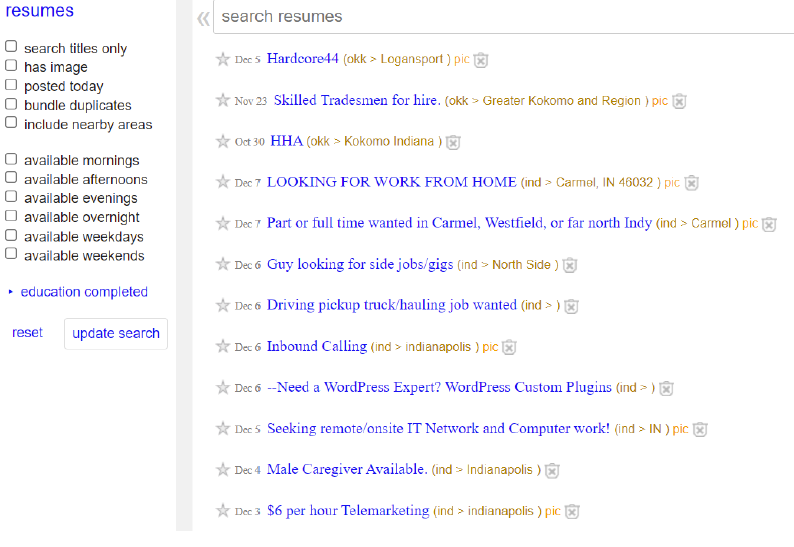 resumes
search titles only
has image
posted today
bundle duplicates
include nearby areas
available mornings
available afternoons
available evenings
available overnight
available weekdays
available weekends
education completed
reset
update search
search resumes
Dec 5 Hardcore44 (okk > Logansport ) pic
Nov 23 Skilled Tradesmen for hire. (okk > Greater Kokomo and Region ) pic
Oct 30 HHA (okk > Kokomo Indiana )
Dec 7 LOOKING FOR WORK FROM HOME (ind > Carmel, IN 46032 ) pic
Dec 7 Part or full time wanted in Carmel, Westfield, or far north Indy (ind > Carmel ) pic
Dec 6 Guy looking for side jobs/gigs (ind > North Side )
Dec 6 Driving pickup truck/hauling job wanted (ind > )
Dec 6 Inbound Calling (ind > indianapolis ) pic
Dec 6 --Need a WordPress Expert? WordPress Custom Plugins (ind > )
Dec 5 Seeking remote/onsite IT Network and Computer work! (ind > IN ) pic
Dec 4 Male Caregiver Available. (ind > Indianapolis )
Dec 3 $6 per hour Telemarketing (ind > indianapolis ) pic